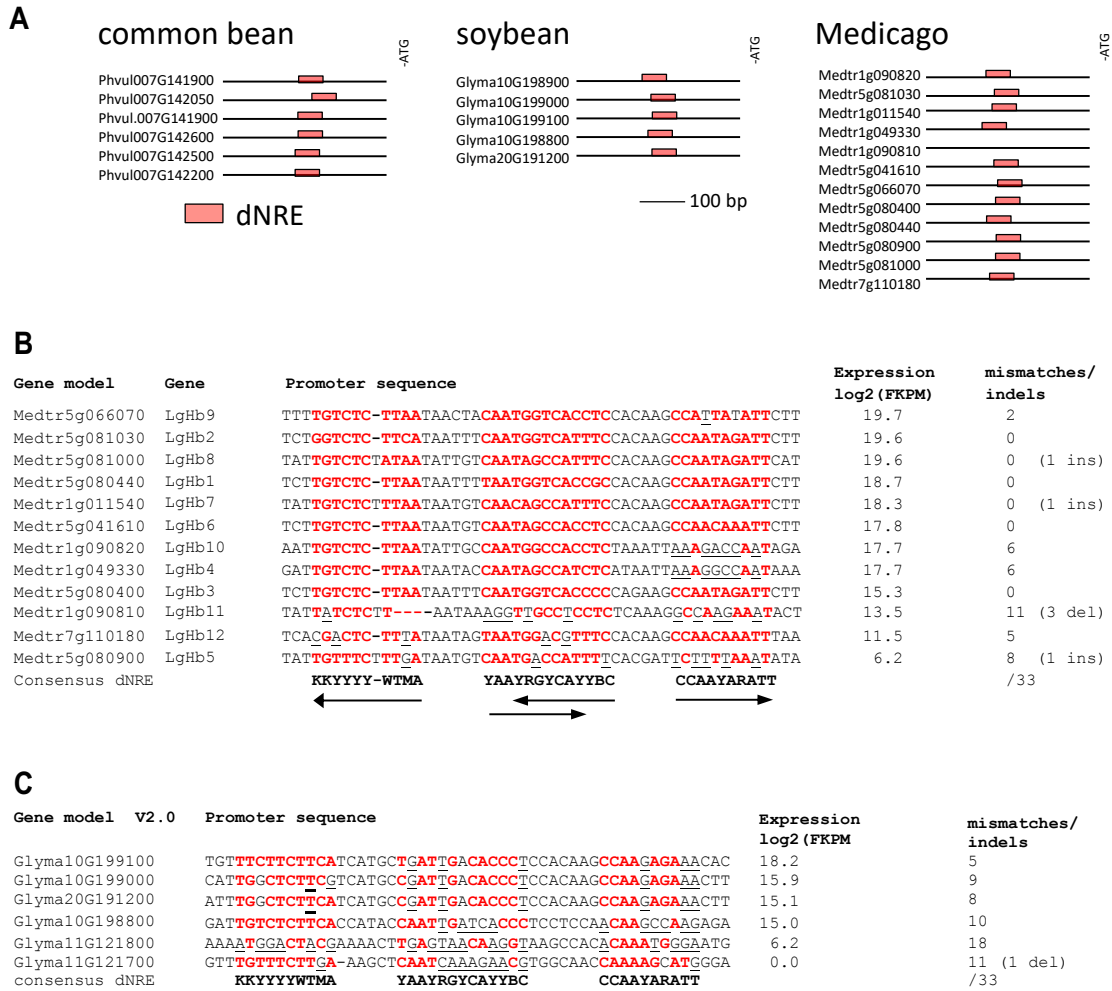 A
common bean
-ATG
Phvul007G141900
Phvul007G142050
Phvul.007G141900
Phvul007G142600
Phvul007G142500
Phvul007G142200
dNRE
soybean
-ATG
Glyma10G198900
Glyma10G199000
Glyma10G199100
Glyma10G198800
Glyma20G191200
100 bp
Medicago
-ATG
Medtr1g090820
Medtr5g081030
Medtr1g011540
Medtr1g049330
Medtr1g090810
Medtr5g041610
Medtr5g066070
Medtr5g080400
Medtr5g080440
Medtr5g080900
Medtr5g081000
Medtr7g110180
B
Gene model Gene Promoter sequence Expression log2(FKPM) mismatches/ indels
Medtr5g066070 LgHb9 TTTTGTCTC-TTAATAACTACAATGGTCACCTCCACAAGCCATTATATTCTT 19.7 2
Medtr5g081030 LgHb2 TCTGGTCTC-TTCATAATTTCAATGGTCATTTCCACAAGCCAATAGATTCTT 19.6 0
Medtr5g081000 LgHb8 TATTGTCTCTATAATATTGTCAATAGCCATTTCCACAAGCCAATAGATTCAT 19.6 0 (1 ins)
Medtr5g080440 LgHb1 TCTTGTCTC-TTAATAATTTTAATGGTCACCGCCACAAGCCAATAGATTCTT 18.7 0
Medtr1g011540 LgHb7 TATTGTCTCTTTAATAATGTCAACAGCCATTTCCACAAGCCAATAGATTCTT 18.3 0 (1 ins)
Medtr5g041610 LgHb6 TCTTGTCTC-TTAATAATGTCAATAGCCACCTCCACAAGCCAACAAATTCTT 17.8 0
Medtr1g090820 LgHb10 AATTGTCTC-TTAATATTGCCAATGGCCACCTCTAAATTAAAGACCAATAGA 17.7 6
Medtr1g049330 LgHb4 GATTGTCTC-TTAATAATACCAATAGCCATCTCATAATTAAAGGCCAATAAA 17.7 6
Medtr5g080400 LgHb3 TCTTGTCTC-TTAATAATTTCAATGGTCACCCCCAGAAGCCAATAGATTCTT 15.3 0
Medtr1g090810 LgHb11 TATTATCTCTT----AATAAAGGTTGCCTCCTCTCAAAGGCCAAGAAATACT 13.5 11 (3 del)
Medtr7g110180 LgHb12 TCACGACTC-TTTATAATAGTAATGGACGTTTCCACAAGCCAACAAATTTAA 11.5 5
Medtr5g080900 LgHb5 TATTGTTTCTTTGATAATGTCAATGACCATTTTCACGATTCTTTTAAATATA 6.2 8 (1 ins)
Consensus dNRE KKYYYY-WTMA YAAYRGYCAYYBC CCAAYARATT /33
C
Gene model V2.0 Promoter sequence Expression log2(FKPM mismatches/ indels
Glyma10G199100 TGTTTCTTCTTCATCATGCTGATTGACACCCTCCACAAGCCAAGAGAAACAC 18.2 5
Glyma10G199000 CATTGGCTCTTCGTCATGCCGATTGACACCCTCCACAAGCCAAGAGAAACTT 15.9 9
Glyma20G191200 ATTTGGCTCTTCATCATGCCGATTGACACCCTCCACAAGCCAAGAGAAACTT 15.1 8
Glyma10G198800 GATTGTCTCTTCACCATACCAATTGATCACCCTCCTCCAACAAGCCAAGAGA 15.0 10
Glyma11G121800 AAAATGGACTACGAAAACTTGAGTAACAAGGTAAGCCACACAAATGGGAATG 6.2 18
Glyma11G121700 GTTTGTTTCTTGA-AAGCTCAATCAAAGAACGTGGCAACCAAAAGCATGGGA 0.0 11 (1 del)
consensus dNRE KKYYYYWTMA YAAYRGYCAYYBC CCAAYARATT /33